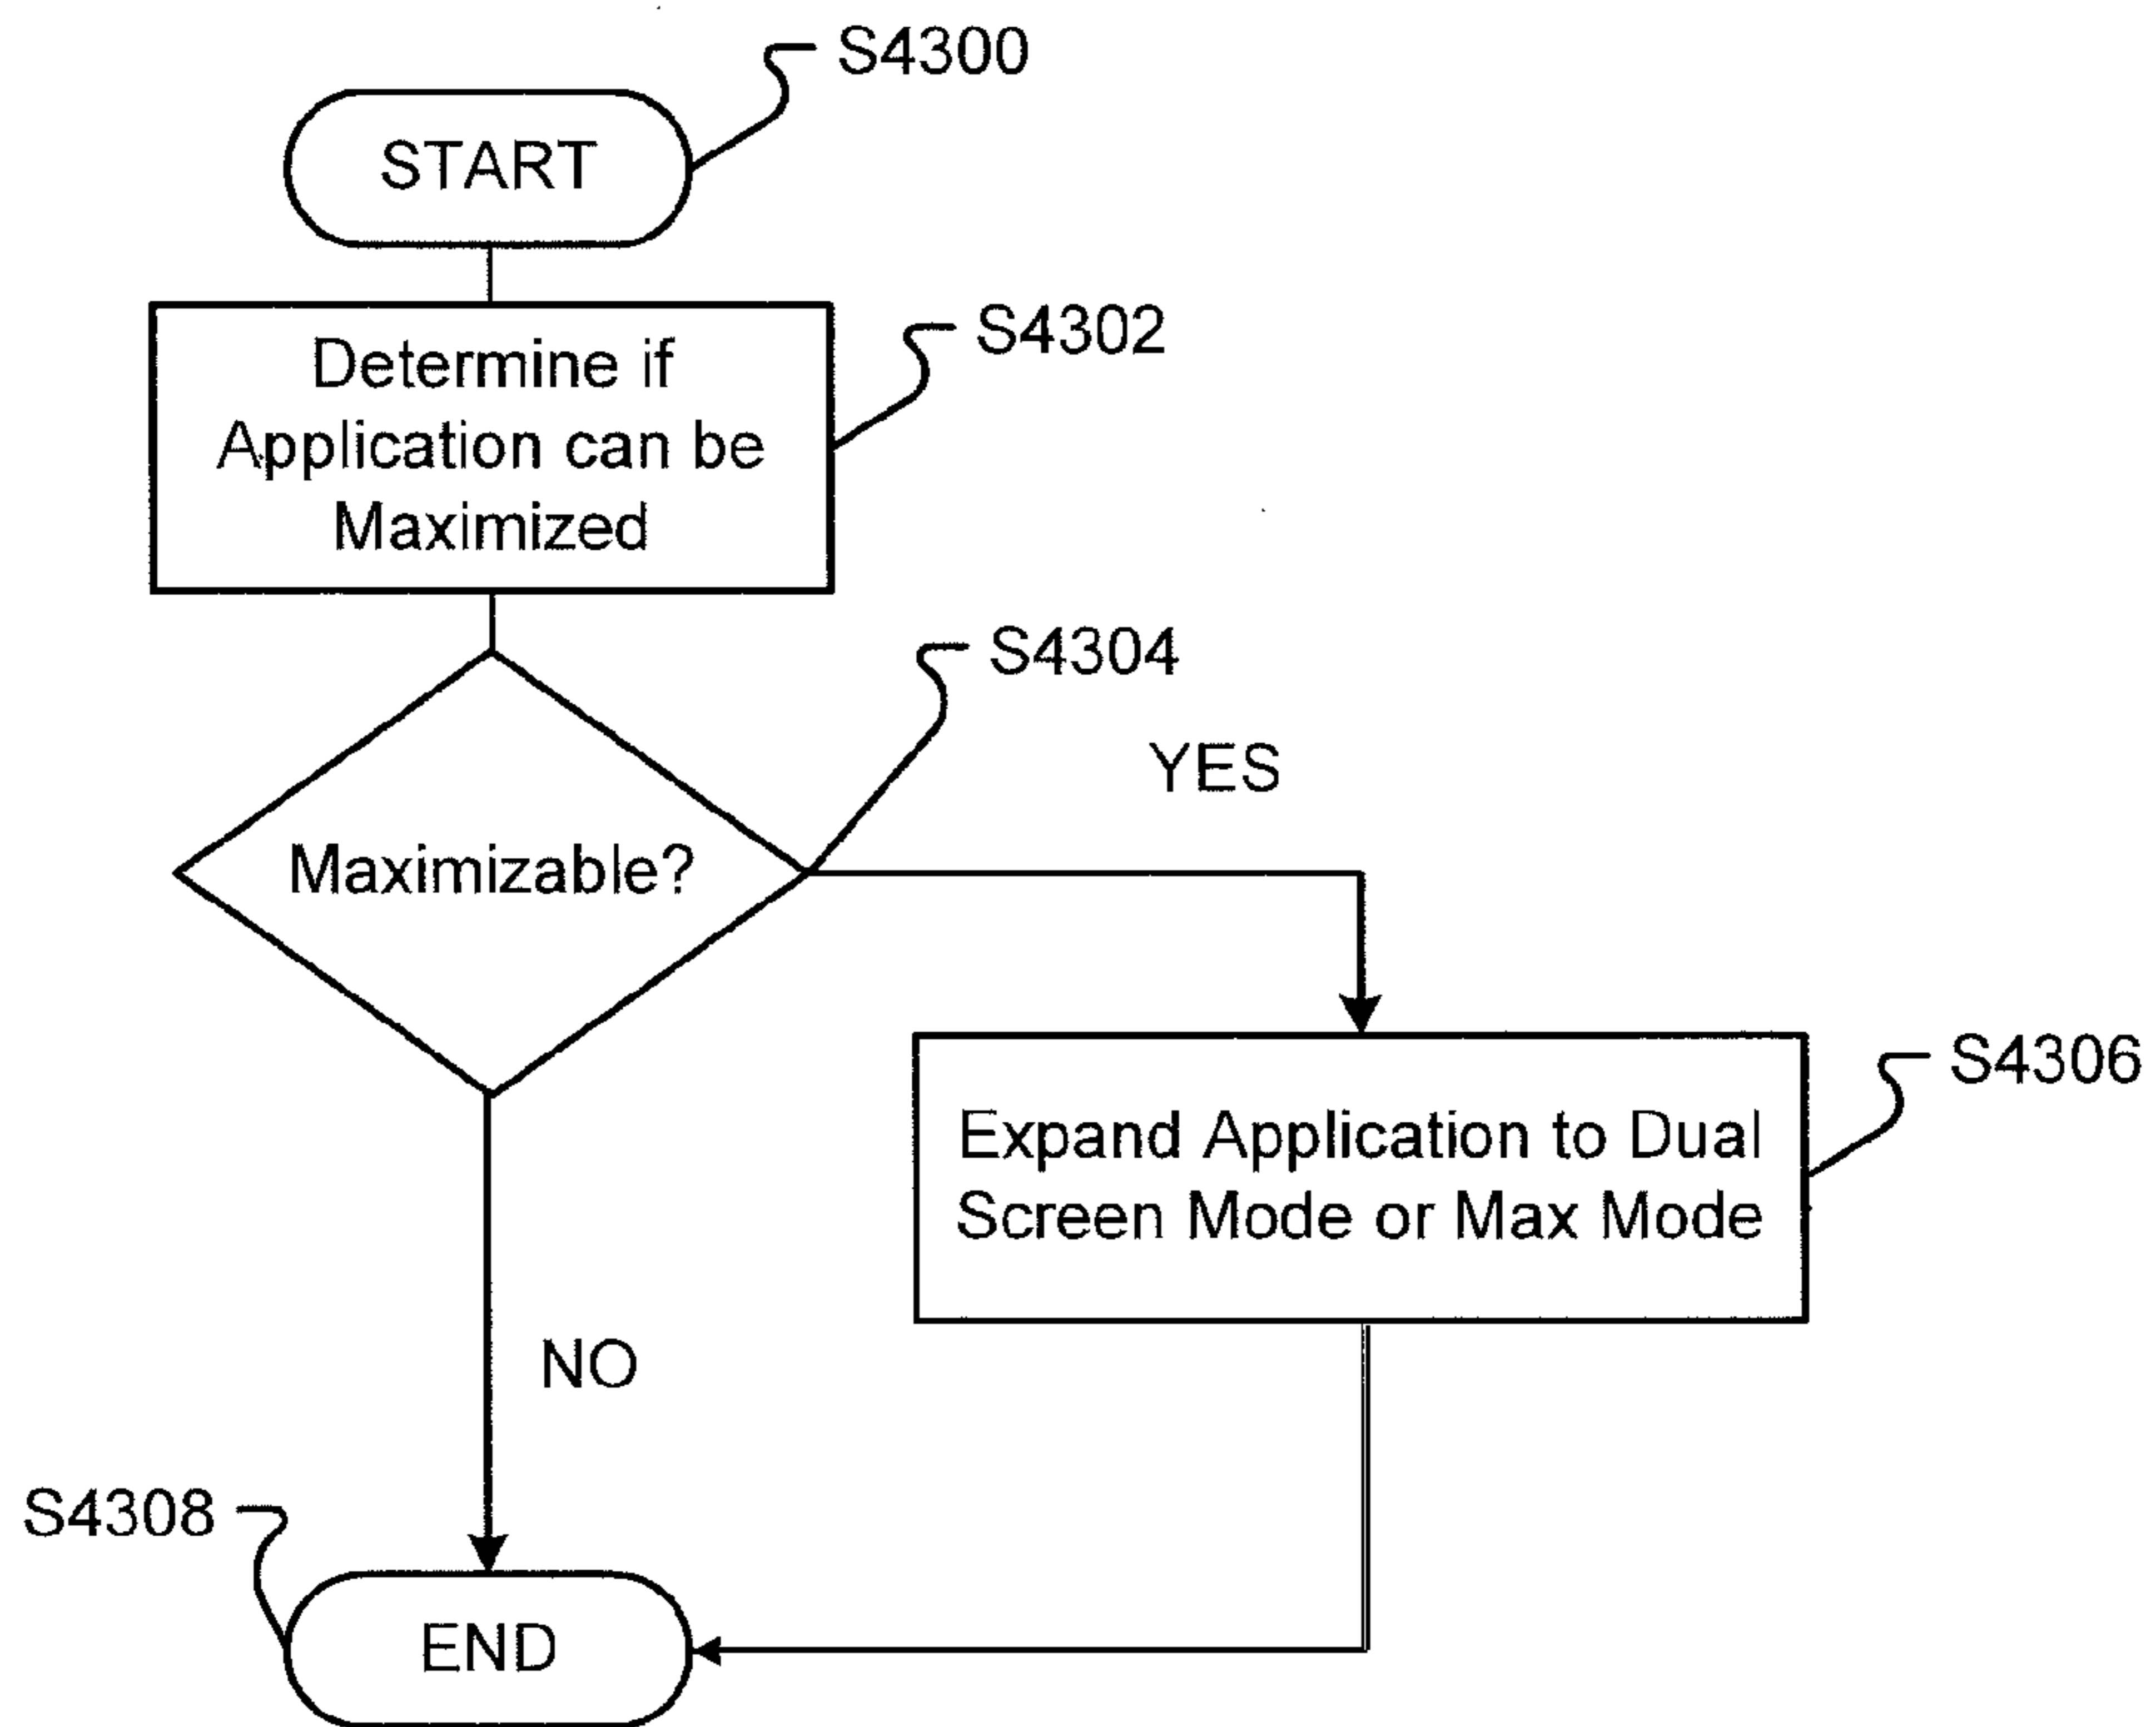 S4300
START
S4302
Determine if
Application can be
Maximized
S4304
YES
Maximizable?
S4306
Expand Application to Dual
Screen Mode or Max Mode
NO
S4308
END